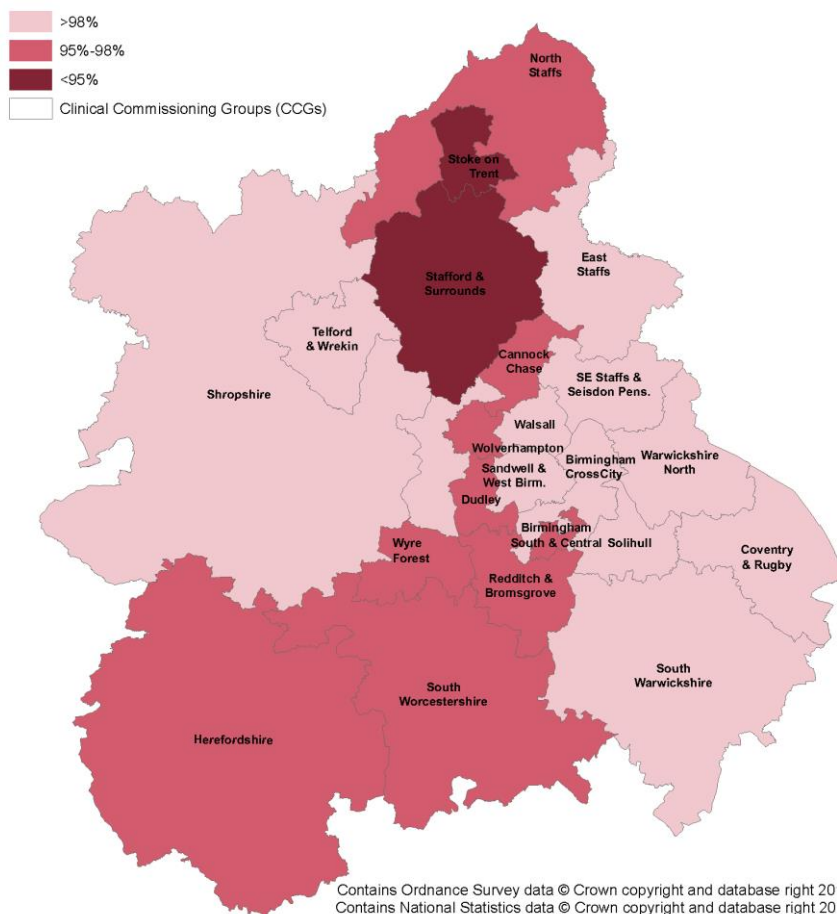 >98%
95%-98%
<95%
Clinical Commissioning Groups (CCGs)
North
Staffs
Stoke on
Trent
Stafford &
Surrounds
East
Staffs
Telford
& Wrekin
Cannock
Chase
SE Staffs &
Seisdon Pens.
Shropshire
Walsall
Wolverhampton
Birmingham
CrossCity
Warwickshire
North
Sandwell &
West Birm.
Dudley
Birmingham
South & Central
Solihull
Coventry
& Rugby
Wyre
Forest
Redditch &
Bromsgrove
South
Warwickshire
South
Worcestershire
Herefordshire
Contains Ordnance Survey data © Crown copyright and database right 20
Contains National Statistics data © Crown copyright and database right 20